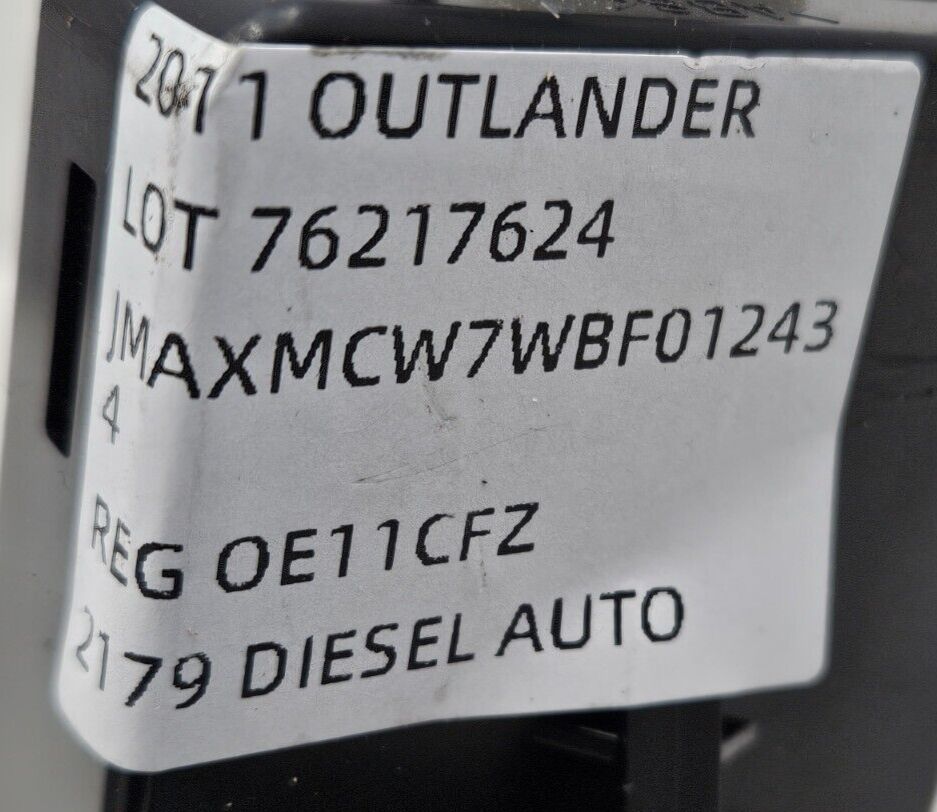 2011 OUTLANDER
LOT 76217624
JMAXMCW7WBF01243
4
REG OE11CFZ
2179 DIESEL AUTO